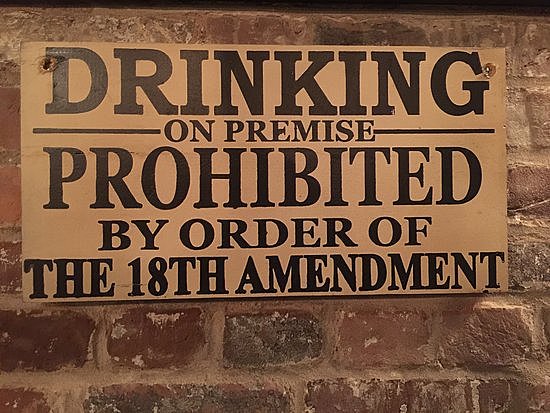 DRINKING
ON PREMISE
PROHIBITED
BY ORDER OF
THE 18TH AMENDMENT